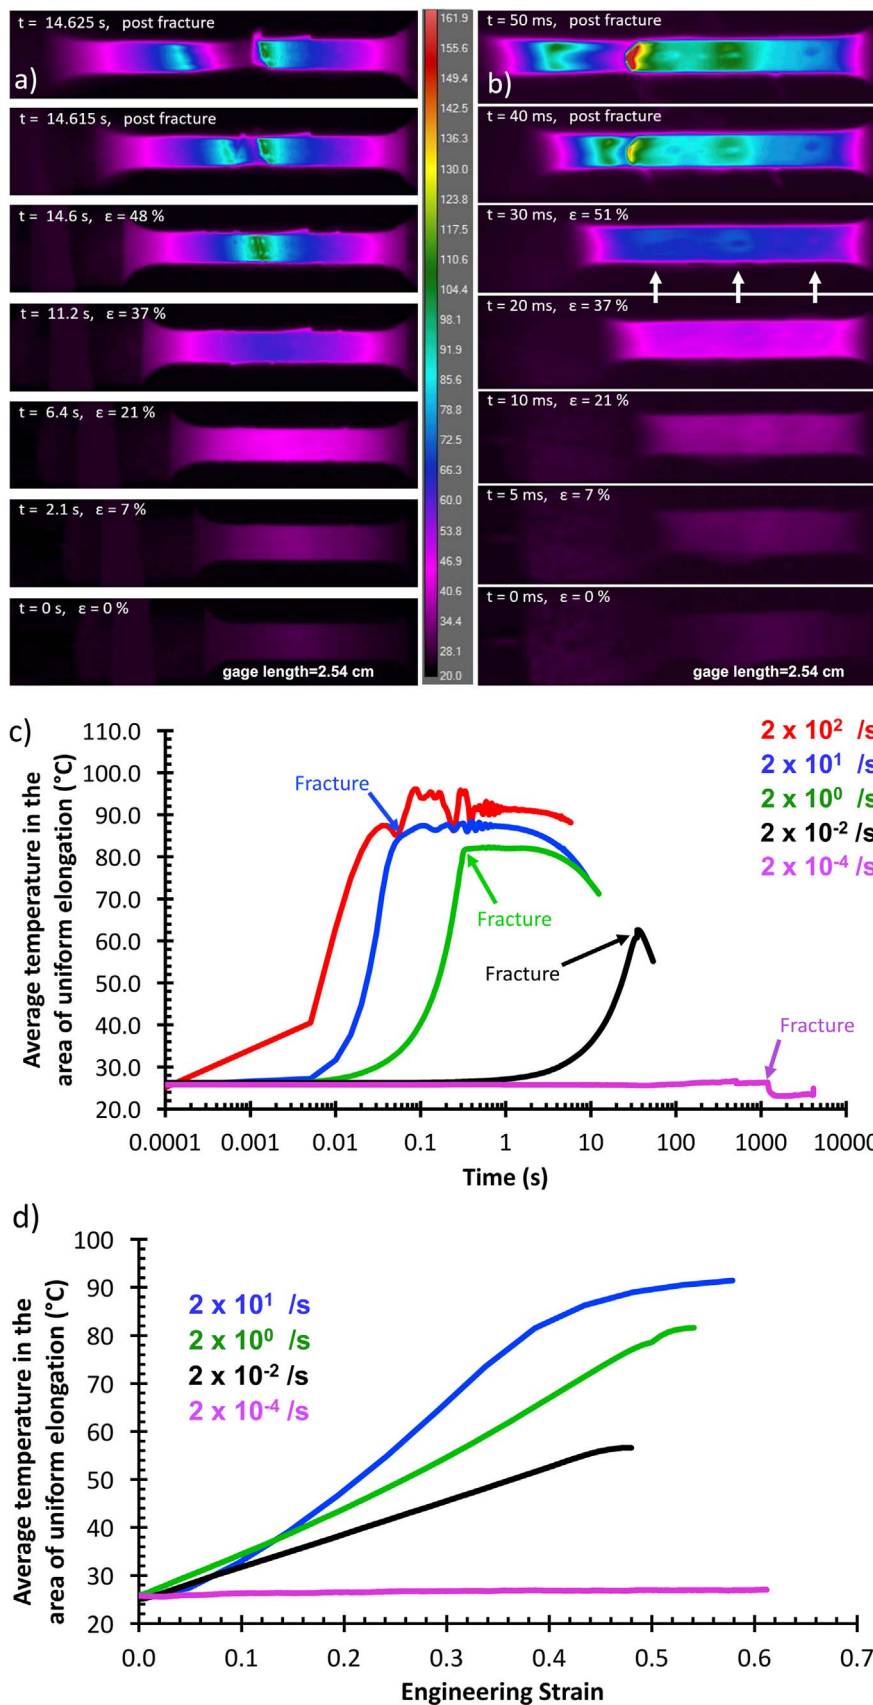 t = 14.625 s, post fracture
a)
t = 14.615 s, post fracture
t = 14.6 s, ε = 48 %
t = 11.2 s, ε = 37 %
t = 6.4 s, ε = 21 %
t = 2.1 s, ε = 7 %
t = 0 s, ε = 0 %
gage length=2.54 cm
161.9
155.6
149.4
142.5
136.3
130.0
123.8
117.5
110.6
104.4
98.1
91.9
85.6
78.8
72.5
66.3
60.0
53.8
46.9
40.6
34.4
28.1
20.0
t = 50 ms, post fracture
b)
t = 40 ms, post fracture
t = 30 ms, ε = 51 %
t = 20 ms, ε = 37 %
t = 10 ms, ε = 21 %
t = 5 ms, ε = 7 %
t = 0 ms, ε = 0 %
gage length=2.54 cm
c)
Average temperature in the
area of uniform elongation (°C)
110.0
100.0
90.0
80.0
70.0
60.0
50.0
40.0
30.0
20.0
2 x 10² /s
2 x 10¹ /s
2 x 10⁰ /s
2 x 10⁻² /s
2 x 10⁻⁴ /s
Fracture
Fracture
Fracture
Fracture
0.0001 0.001 0.01 0.1 1 10 100 1000 10000
Time (s)
d)
Average temperature in the
area of uniform elongation (°C)
100
90
80
70
60
50
40
30
20
2 x 10¹ /s
2 x 10⁰ /s
2 x 10⁻² /s
2 x 10⁻⁴ /s
0.0 0.1 0.2 0.3 0.4 0.5 0.6 0.7
Engineering Strain